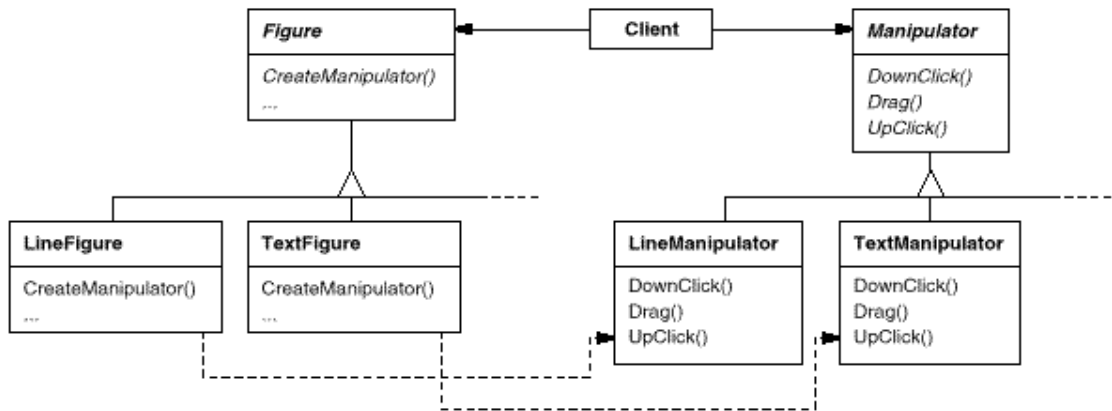 Figure
CreateManipulator()
...
Client
Manipulator
DownClick()
Drag()
UpClick()
LineFigure
CreateManipulator()
...
TextFigure
CreateManipulator()
...
LineManipulator
DownClick()
Drag()
UpClick()
TextManipulator
DownClick()
Drag()
UpClick()